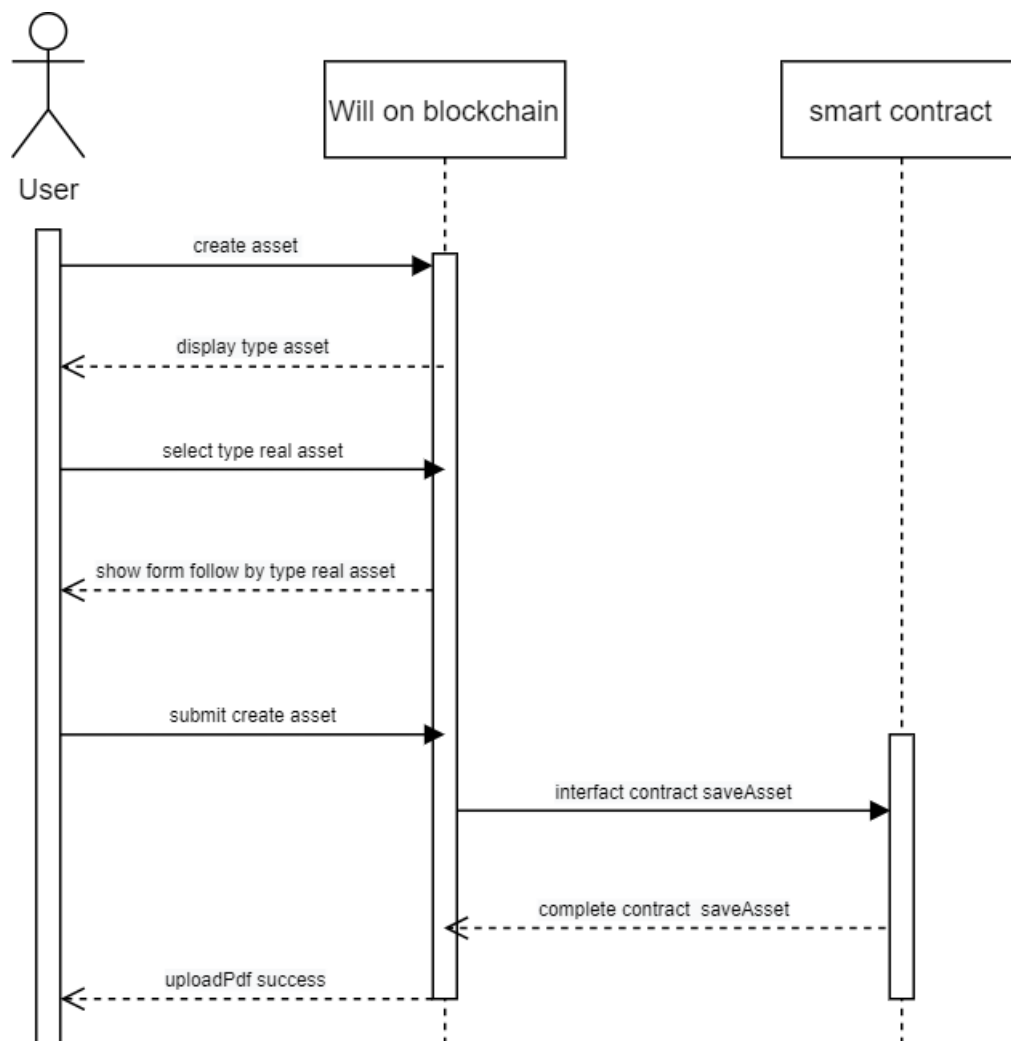 Will on blockchain
smart contract
User
create asset
display type asset
select type real asset
show form follow by type real asset
submit create asset
interfact contract saveAsset
complete contract saveAsset
uploadPdf success